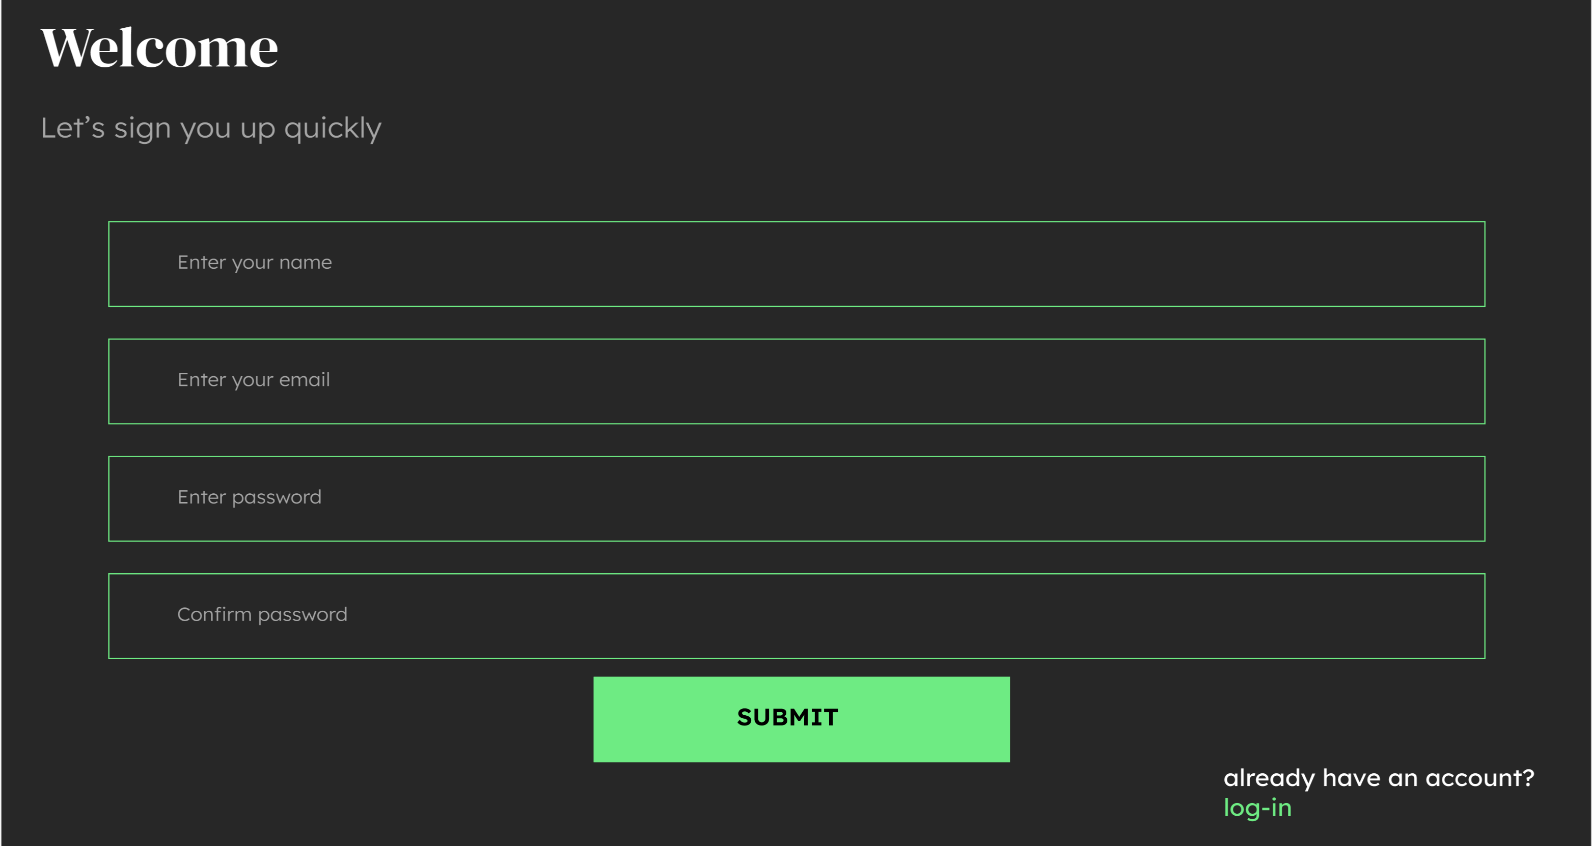 Welcome
Let’s sign you up quickly
Enter your name
Enter your email
Enter password
Confirm password
SUBMIT
already have an account?
log-in